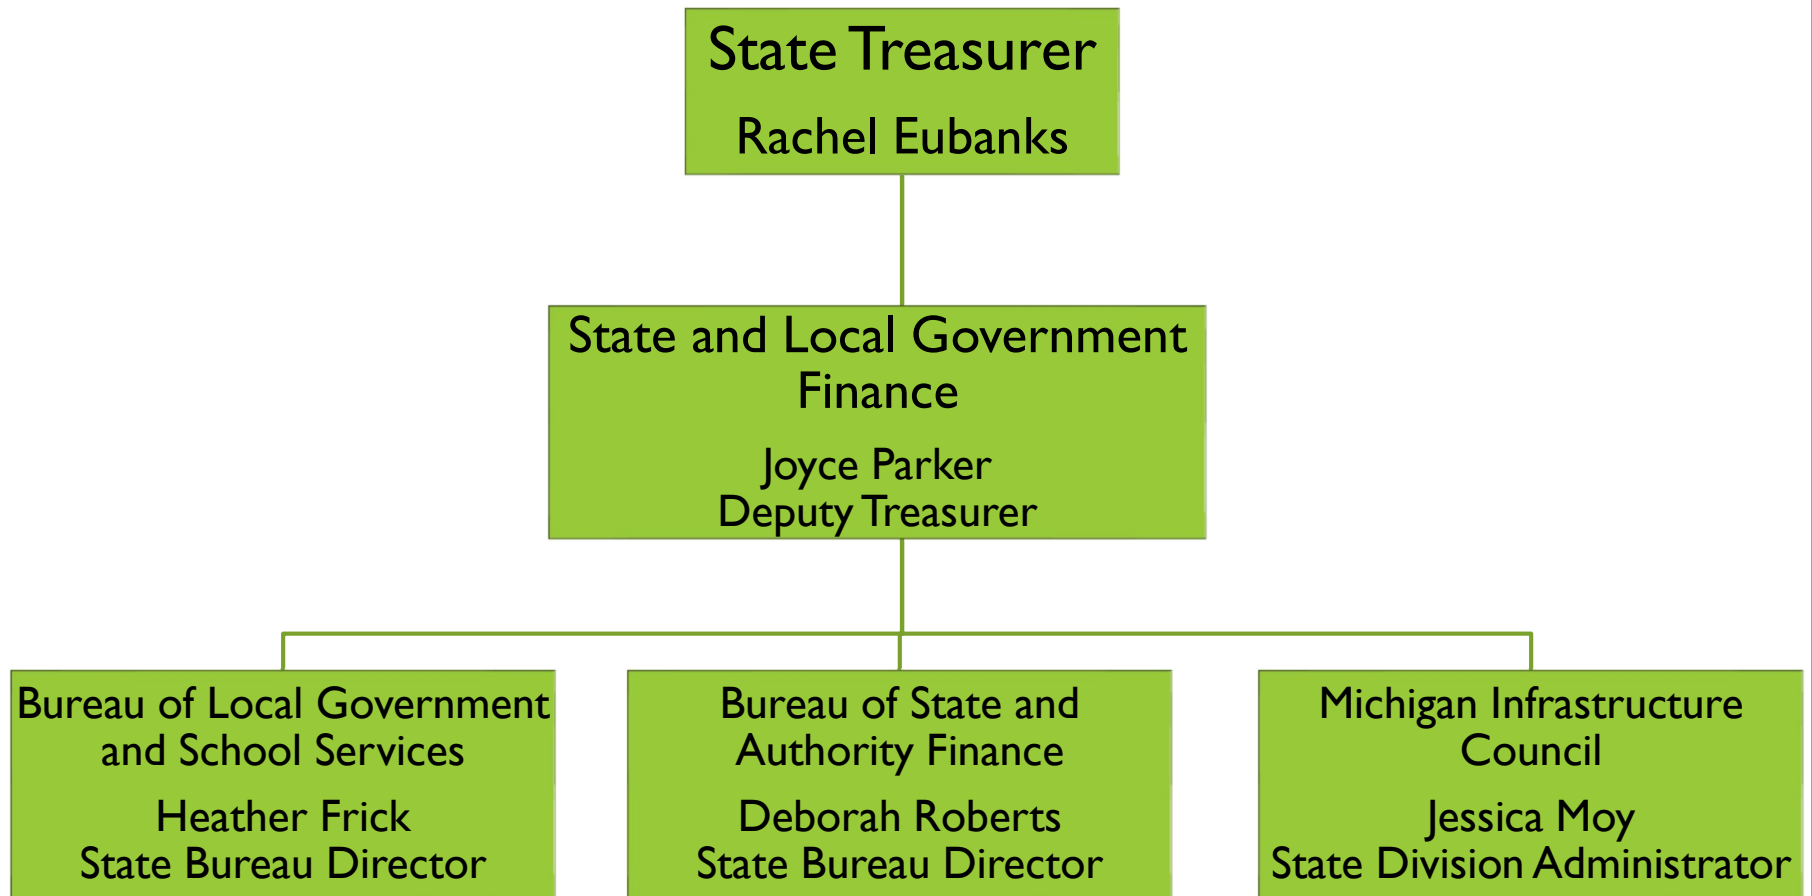 State Treasurer
Rachel Eubanks
State and Local Government
Finance
Joyce Parker
Deputy Treasurer
Bureau of Local Government
and School Services
Heather Frick
State Bureau Director
Bureau of State and
Authority Finance
Deborah Roberts
State Bureau Director
Michigan Infrastructure
Council
Jessica Moy
State Division Administrator